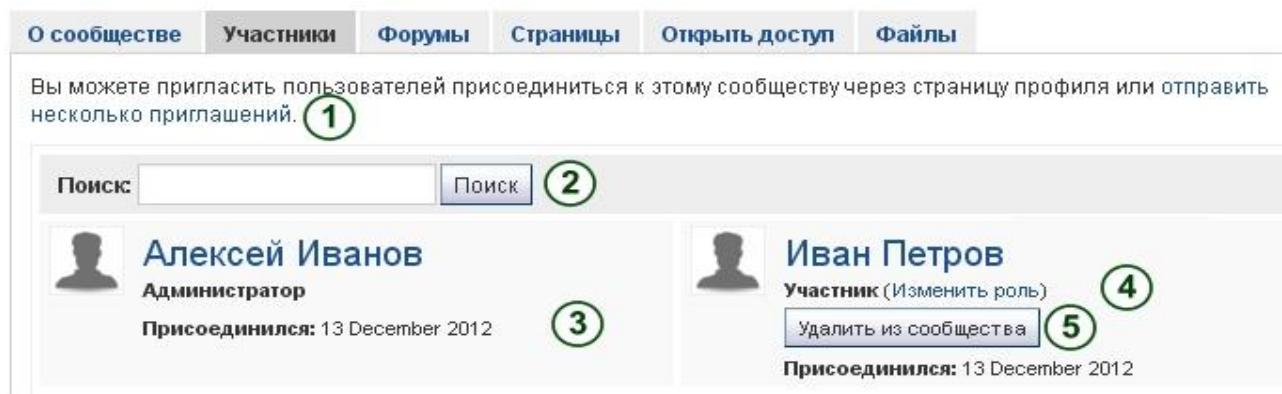 О сообществе Участники Форумы Страницы Открыть доступ Файлы
Вы можете пригласить пользователей присоединиться к этому сообществу через страницу профиля или отправить
несколько приглашений. 1
Поиск: Поиск 2
Алексей Иванов
Администратор
Присоединился: 13 December 2012 3
Иван Петров
Участник (Изменить роль) 4
Удалить из сообщества 5
Присоединился: 13 December 2012